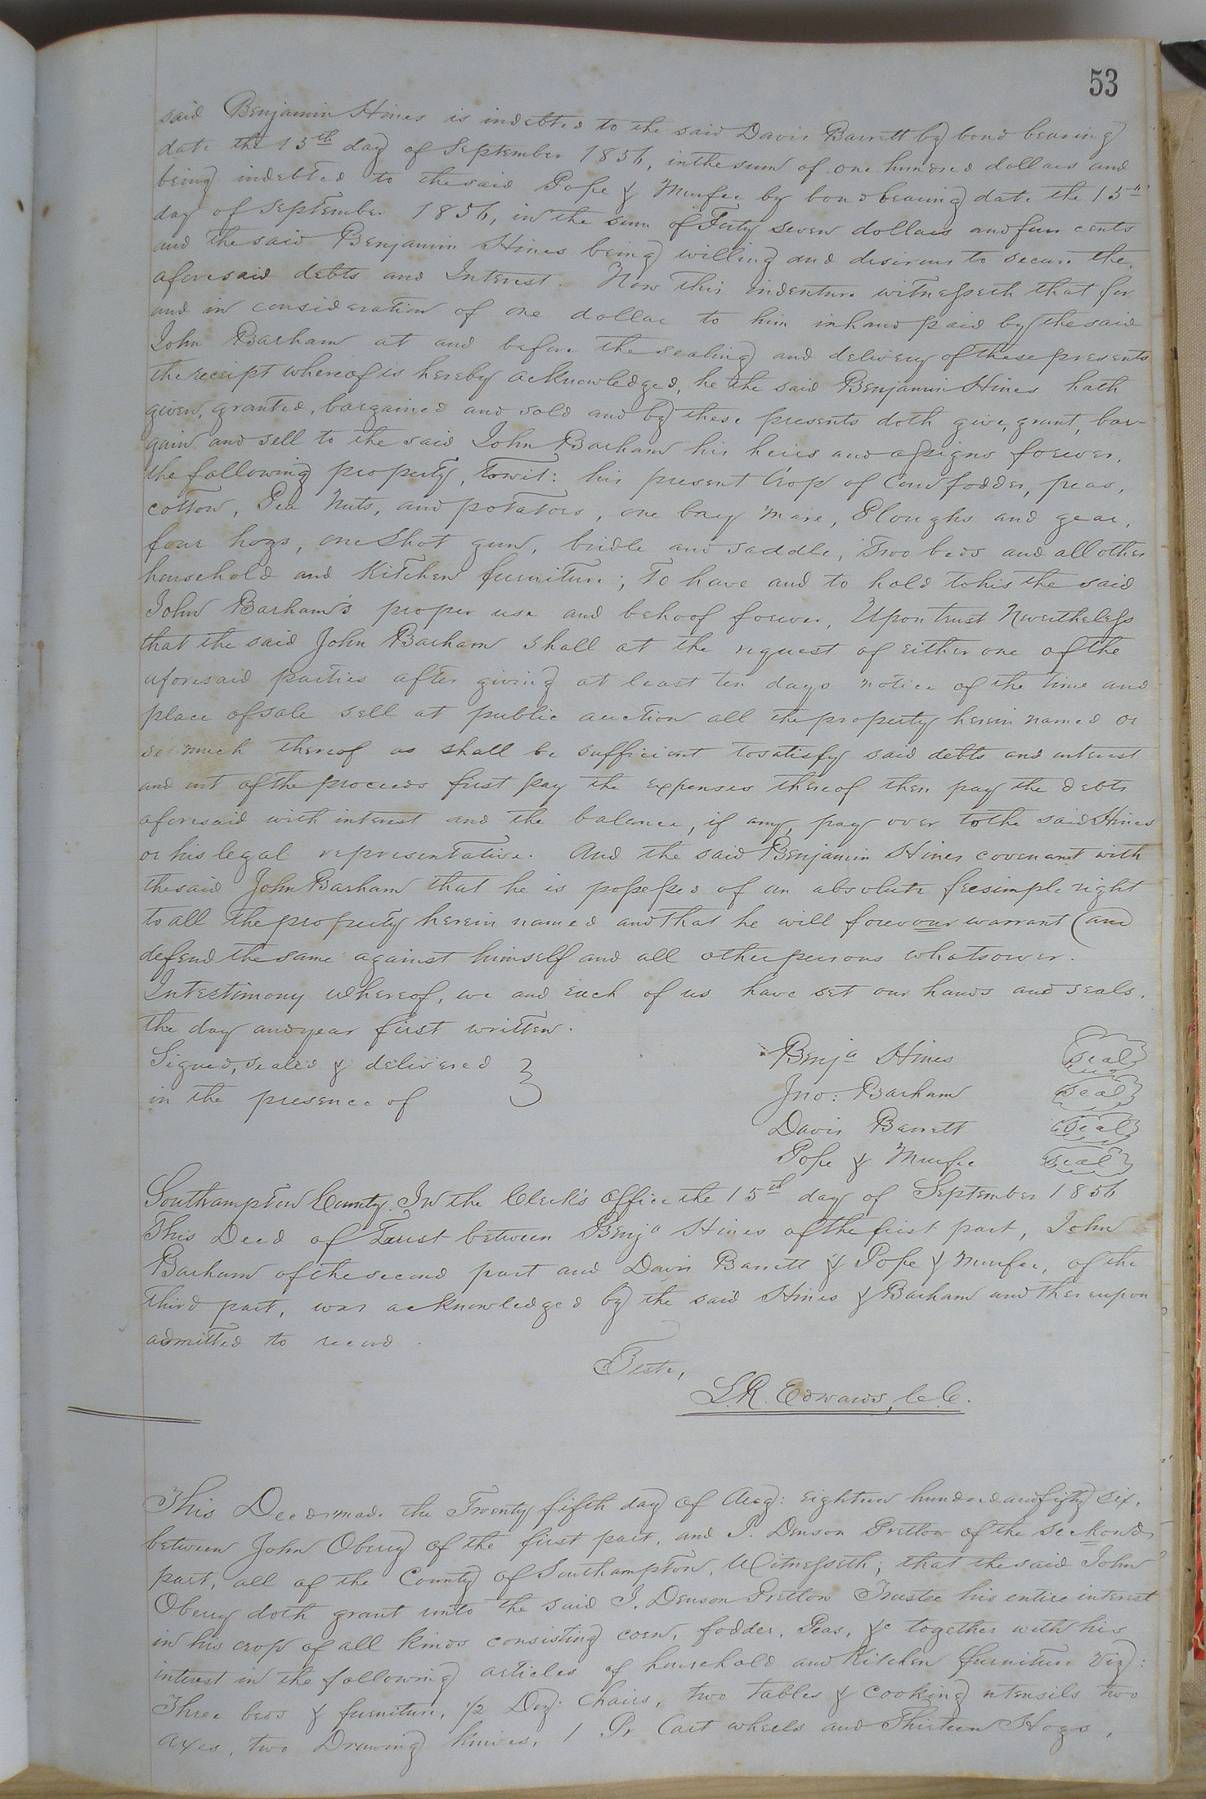 53
said Benjamin Hines is indebted to the said Davis Barrett by bond bearing
date the 15th day of September 1856, in the sum of one hundred dollars and
being indebted to the said Pope & Murfee by bond bearing date the 15th
day of September 1856, in the sum of Forty seven dollars and four cents
and the said Benjamin Hines being willing and desirous to secure the
aforesaid debts and Interest. Now this indenture witnesseth that for
and in consideration of one dollar to him in hand paid by the said
John Barham at and before the sealing and delivery of these presents
the receipt whereof is hereby acknowledged, he the said Benjamin Hines hath
given, granted, bargained and sold and by these presents doth give, grant, bar-
gain and sell to the said John Barham his heirs and assigns forever,
the following property, towit: his present Crop of Corn fodder, peas,
cotton, Pea Nuts, and potatoes, one bay Mare, Ploughs and gear,
four hogs, one Shot gun, bridle and saddle, Two beds and all other
household and Kitchen furniture; To have and to hold to his the said
John Barham's proper use and behoof forever, Upon trust Nevertheless
that the said John Barham shall at the request of either one of the
aforesaid parties after giving at least ten days notice of the time and
place of sale sell at public auction all the property herein named or
so much thereof as shall be sufficient to satisfy said debts and interest
and out of the proceeds first pay the expenses thereof then pay the debts
aforesaid with interest and the balance, if any, pay over to the said Hines
or his legal representative. And the said Benjamin Hines covenant with
the said John Barham that he is possessed of an absolute feesimple right
to all the property herein named and that he will forever warrant (and
defend the same against himself and all other persons whatsoever.
In testimony whereof, we and each of us have set our hands and seals,
the day and year first written.
Signed, sealed & delivered
in the presence of
Benja Hines seal
Jno: Barham seal
Davis Barrett seal
Pope & Murfee seal
Southampton County. In the Clerk's Office the 15th day of September 1856
This Deed of Trust between Benja Hines of the first part, John
Barham of the second part and Davis Barrett & Pope & Murfee, of the
third part, was acknowledged by the said Hines & Barham and thereupon
admitted to record.
Teste,
L.R. Edwards, C.C.
This Deed made the Twenty fifth day of Aug: Eighteen hundred and fifty six,
between John Oberry of the first part, and J. Denson Pretlow of the seckond
part, all of the County of Southampton, Witnesseth; that the said John
Oberry doth grant unto the said J. Denson Pretlow Trustee his entire interest
in his crop of all kinds consisting corn, fodder, Peas, &c together with his
interest in the following articles of household and Kitchen furniture Viz:
Three beds & furniture, 1/2 Doz: Chairs, two tables & cooking utensils two
axes, two Drawing knives, 1 Pr Cart wheels and Thirteen Hogs,